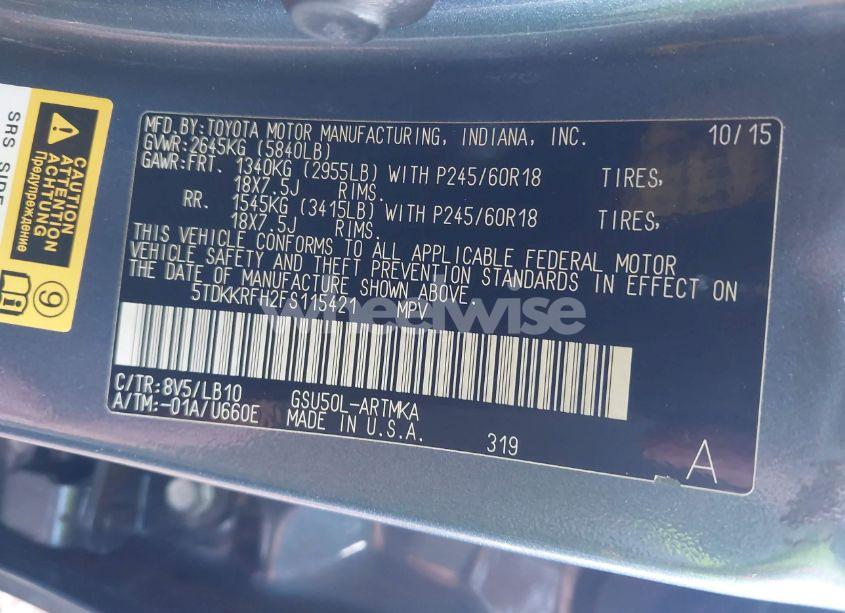 MFD.BY:TOYOTA MOTOR MANUFACTURING, INDIANA, INC. 10/15
GVWR:2645KG (5840LB)
GAWR:FRT. 1340KG (2955LB) WITH P245/60R18 TIRES,
18X7.5J RIMS.
RR. 1545KG (3415LB) WITH P245/60R18 TIRES,
18X7.5J RIMS.
THIS VEHICLE CONFORMS TO ALL APPLICABLE FEDERAL MOTOR
VEHICLE SAFETY AND THEFT PREVENTION STANDARDS IN EFFECT ON
THE DATE OF MANUFACTURE SHOWN ABOVE.
5TDKKRFH2FS115421 MPV
wheelwise
C/TR:8V5/LB10 GSU50L-ARTMKA
A/TM:-01A/U660E MADE IN U.S.A.
319
A
SRS SIDE
CAUTION
ATTENTION
ACHTUNG
Предупреждение
9